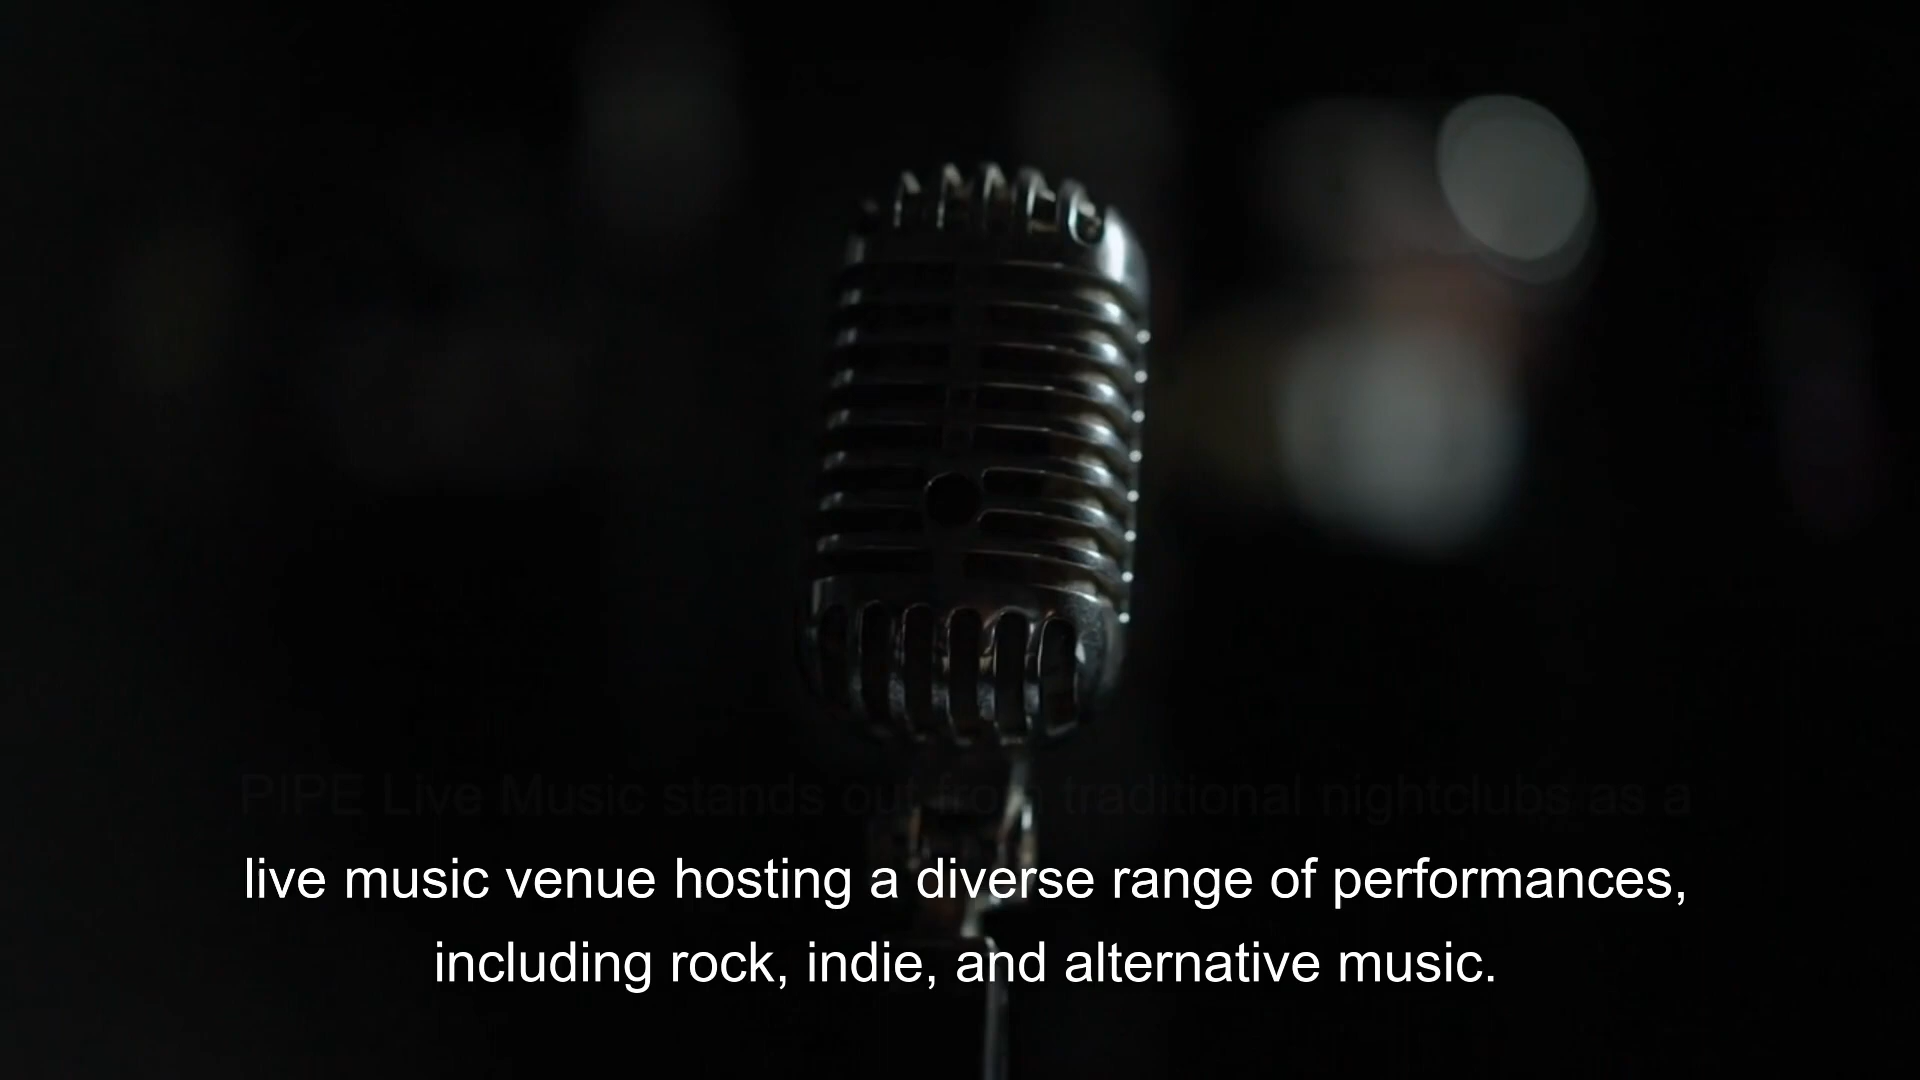 PIPE Live Music stands out from traditional nightclubs as a
live music venue hosting a diverse range of performances,
including rock, indie, and alternative music.